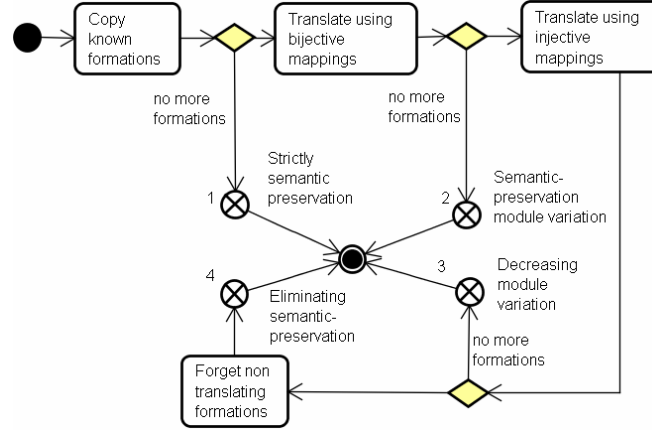 Copy
known
formations
Translate using
bijective
mappings
Translate using
injective
mappings
no more
formations
no more
formations
1
Strictly
semantic
preservation
2
Semantic-
preservation
module variation
4
Eliminating
semantic-
preservation
3
Decreasing
module
variation
no more
formations
Forget non
translating
formations